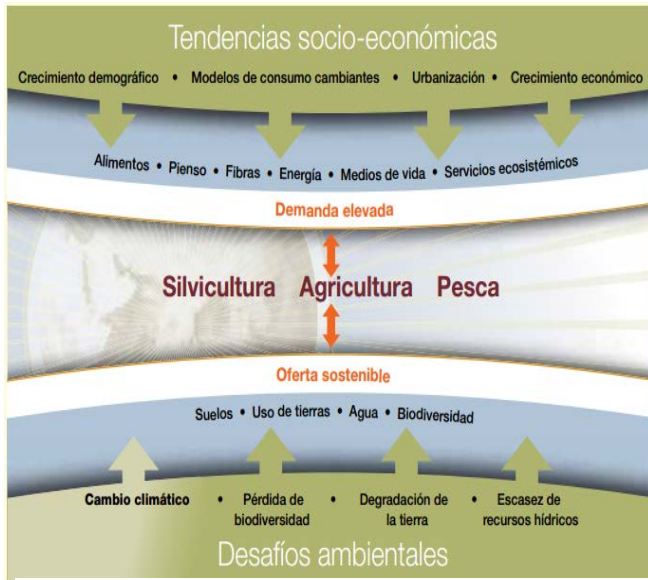 Tendencias socio-económicas
Crecimiento demográfico • Modelos de consumo cambiantes • Urbanización • Crecimiento económico
Alimentos • Pienso • Fibras • Energía • Medios de vida • Servicios ecosistémicos
Demanda elevada
Silvicultura Agricultura Pesca
Oferta sostenible
Suelos • Uso de tierras • Agua • Biodiversidad
Cambio climático • Pérdida de • Degradación de • Escasez de
biodiversidad la tierra recursos hídricos
Desafíos ambientales